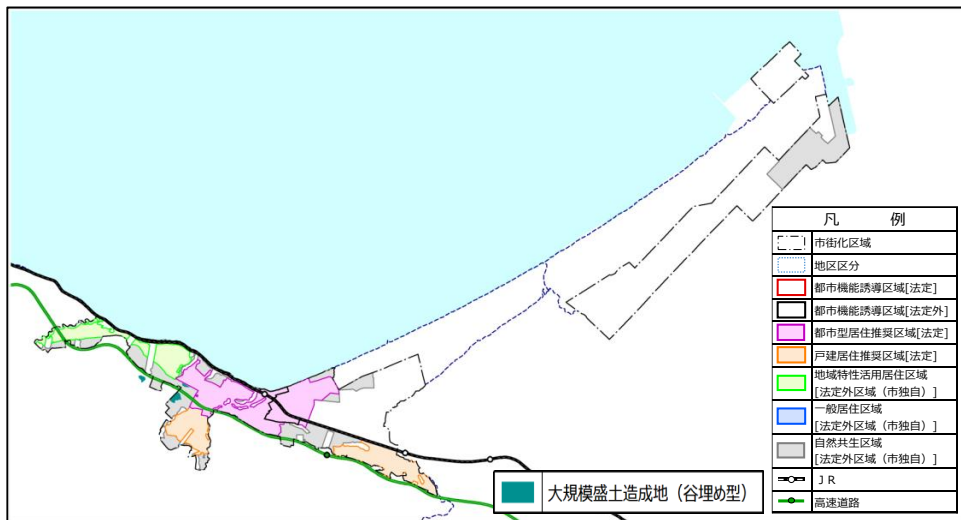 凡 例
市街化区域
地区区分
都市機能誘導区域[法定]
都市機能誘導区域[法定外]
都市型居住推奨区域[法定]
戸建居住推奨区域[法定]
地域特性活用居住区域
[法定外区域（市独自）]
一般居住区域
[法定外区域（市独自）]
自然共生区域
[法定外区域（市独自）]
ＪＲ
高速道路
大規模盛土造成地（谷埋め型）